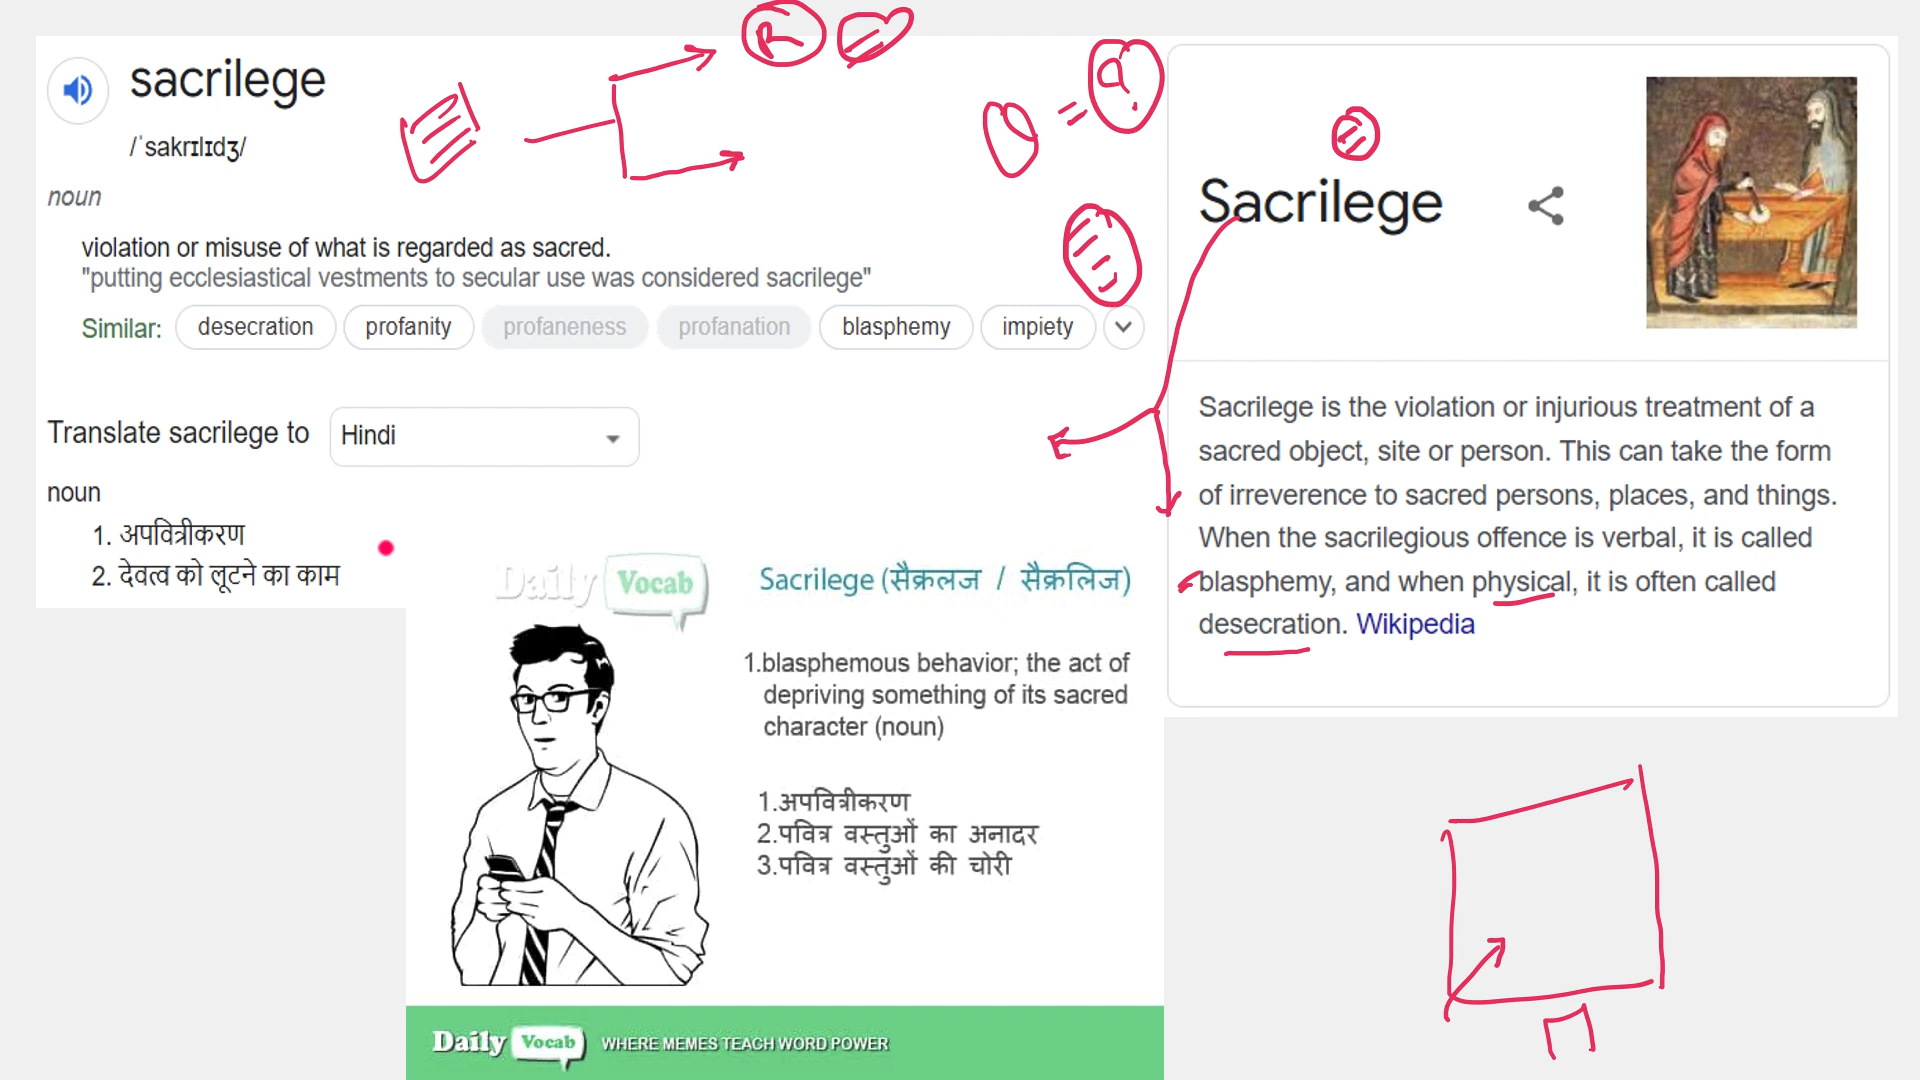 sacrilege
/ˈsakrɪlɪdʒ/
noun
violation or misuse of what is regarded as sacred.
"putting ecclesiastical vestments to secular use was considered sacrilege"
Similar: desecration profanity profaneness profanation blasphemy impiety
Translate sacrilege to Hindi
noun
1. अपवित्रीकरण
2. देवत्व को लूटने का काम
Daily Vocab
Sacrilege (सैक्रलज / सैक्रलिज)
1.blasphemous behavior; the act of
depriving something of its sacred
character (noun)
1.अपवित्रीकरण
2.पवित्र वस्तुओं का अनादर
3.पवित्र वस्तुओं की चोरी
Daily Vocab WHERE MEMES TEACH WORD POWER
Sacrilege
Sacrilege is the violation or injurious treatment of a
sacred object, site or person. This can take the form
of irreverence to sacred persons, places, and things.
When the sacrilegious offence is verbal, it is called
blasphemy, and when physical, it is often called
desecration. Wikipedia